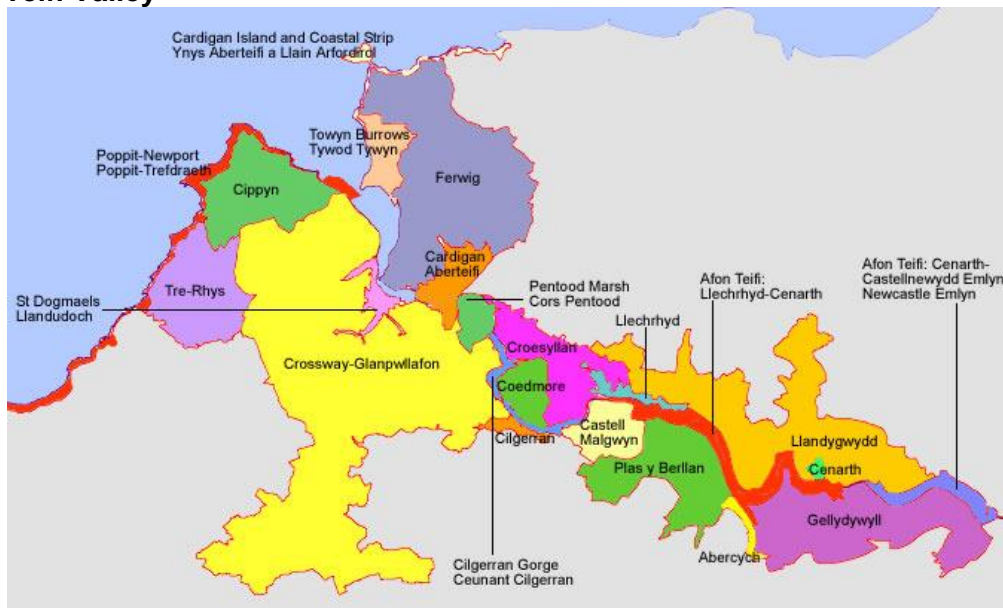 Cardigan Island and Coastal Strip
Ynys Aberteifi a Llain Arfordirol
Towyn Burrows
Tywod Tywyn
Poppit-Newport
Poppit-Trefdraeth
Cippyn
Ferwig
Cardigan
Aberteifi
Tre-Rhys
St Dogmaels
Llandudoch
Pentood Marsh
Cors Pentood
Afon Teifi:
Llechrhyd-Cenarth
Afon Teifi: Cenarth-
Castellnewydd Emlyn
Newcastle Emlyn
Llechrhyd
Croesyllan
Crossway-Glanpwllafon
Coedmore
Cilgerran
Castell
Malgwyn
Llandygwydd
Cenarth
Plas y Berllan
Gellydywyll
Abercych
Cilgerran Gorge
Ceunant Cilgerran